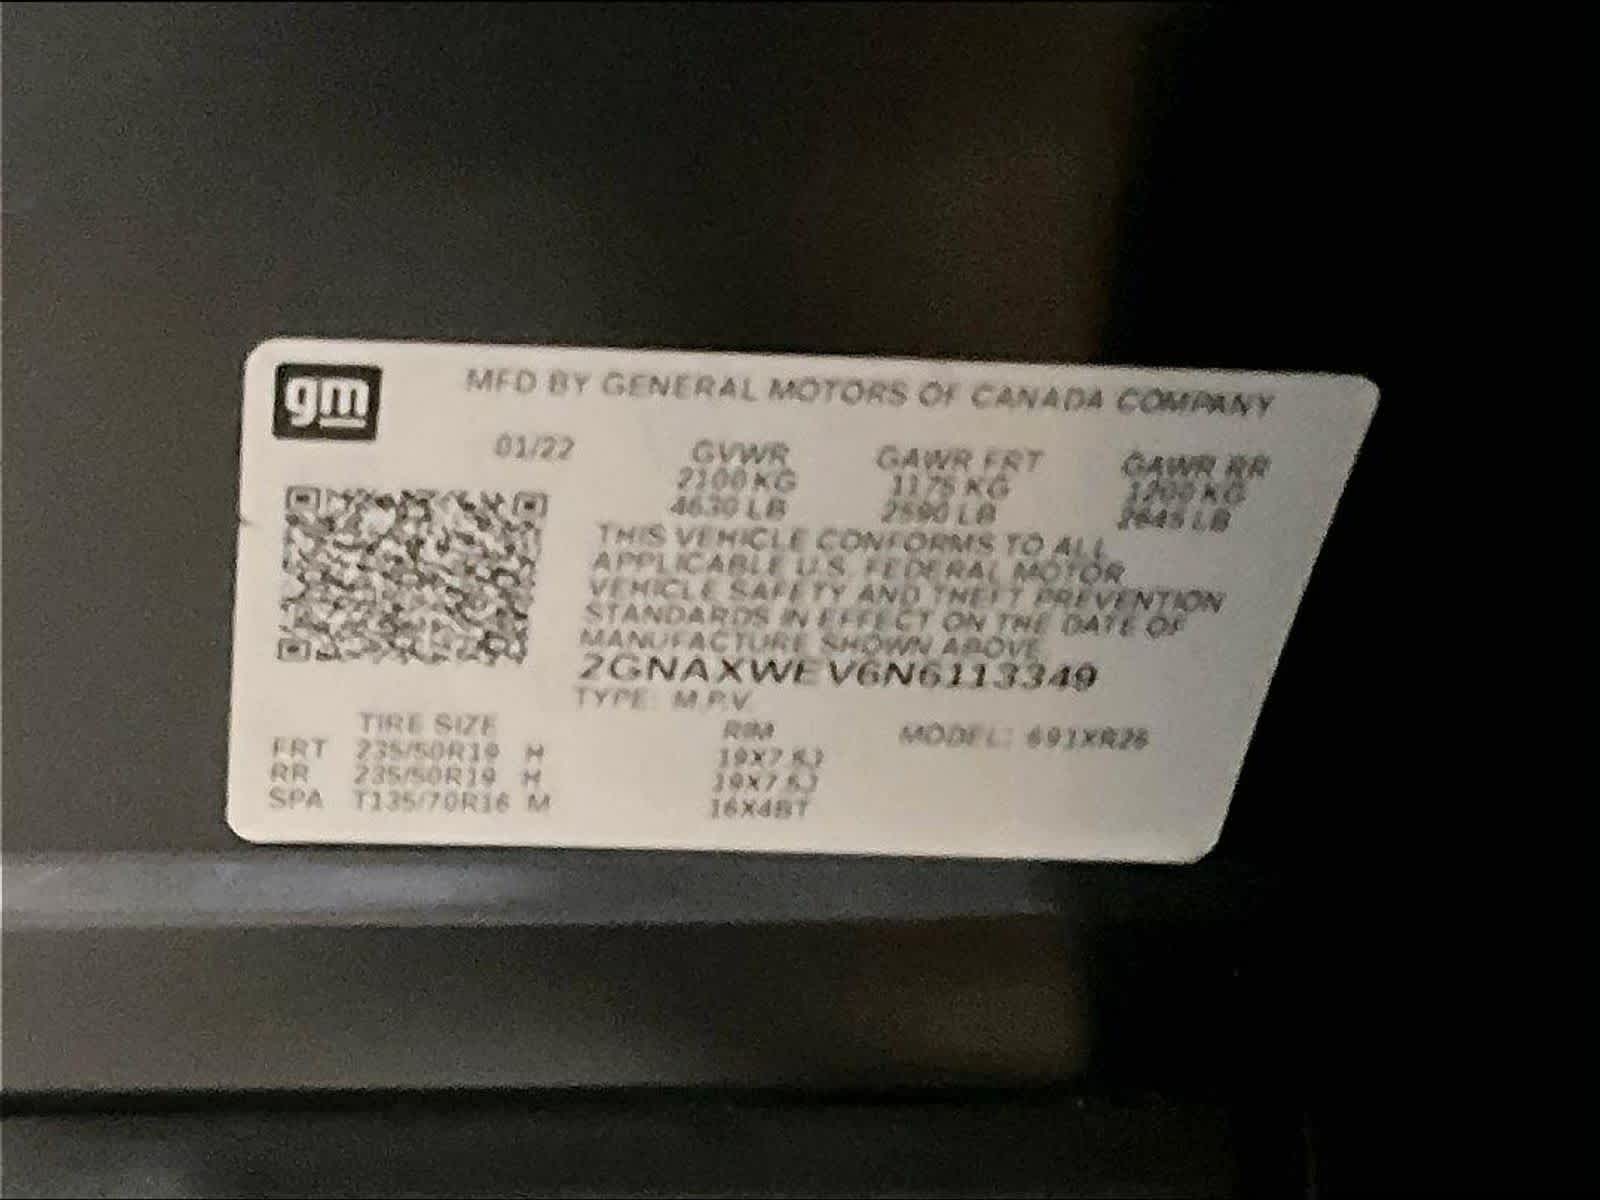 gm
MFD BY GENERAL MOTORS OF CANADA COMPANY
01/22 GVWR GAWR FRT GAWR RR
2100 KG 1175 KG 1200 KG
4630 LB 2590 LB 2645 LB
THIS VEHICLE CONFORMS TO ALL
APPLICABLE U.S. FEDERAL MOTOR
VEHICLE SAFETY AND THEFT PREVENTION
STANDARDS IN EFFECT ON THE DATE OF
MANUFACTURE SHOWN ABOVE.
2GNAXWEV6N6113349
TYPE: M.P.V.
TIRE SIZE RIM MODEL: 691XR26
FRT 235/50R19 H 19X7.5J
RR 235/50R19 H 19X7.5J
SPA T135/70R16 M 16X4BT